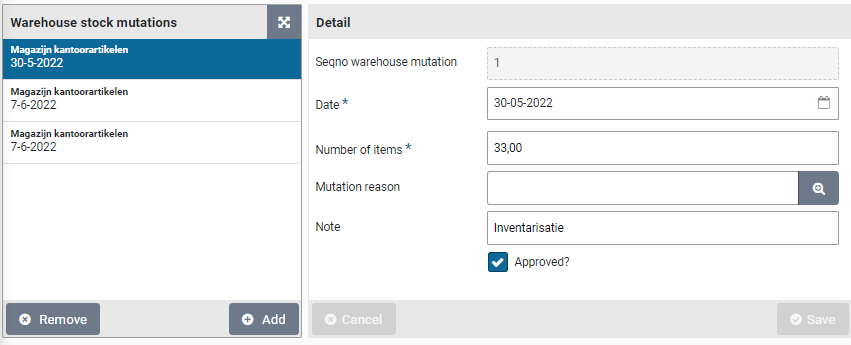 Warehouse stock mutations
Magazijn kantoorartikelen
30-5-2022
Magazijn kantoorartikelen
7-6-2022
Magazijn kantoorartikelen
7-6-2022
Remove
Add
Detail
Seqno warehouse mutation
1
Date *
30-05-2022
Number of items *
33,00
Mutation reason
Note
Inventarisatie
Approved?
Cancel
Save